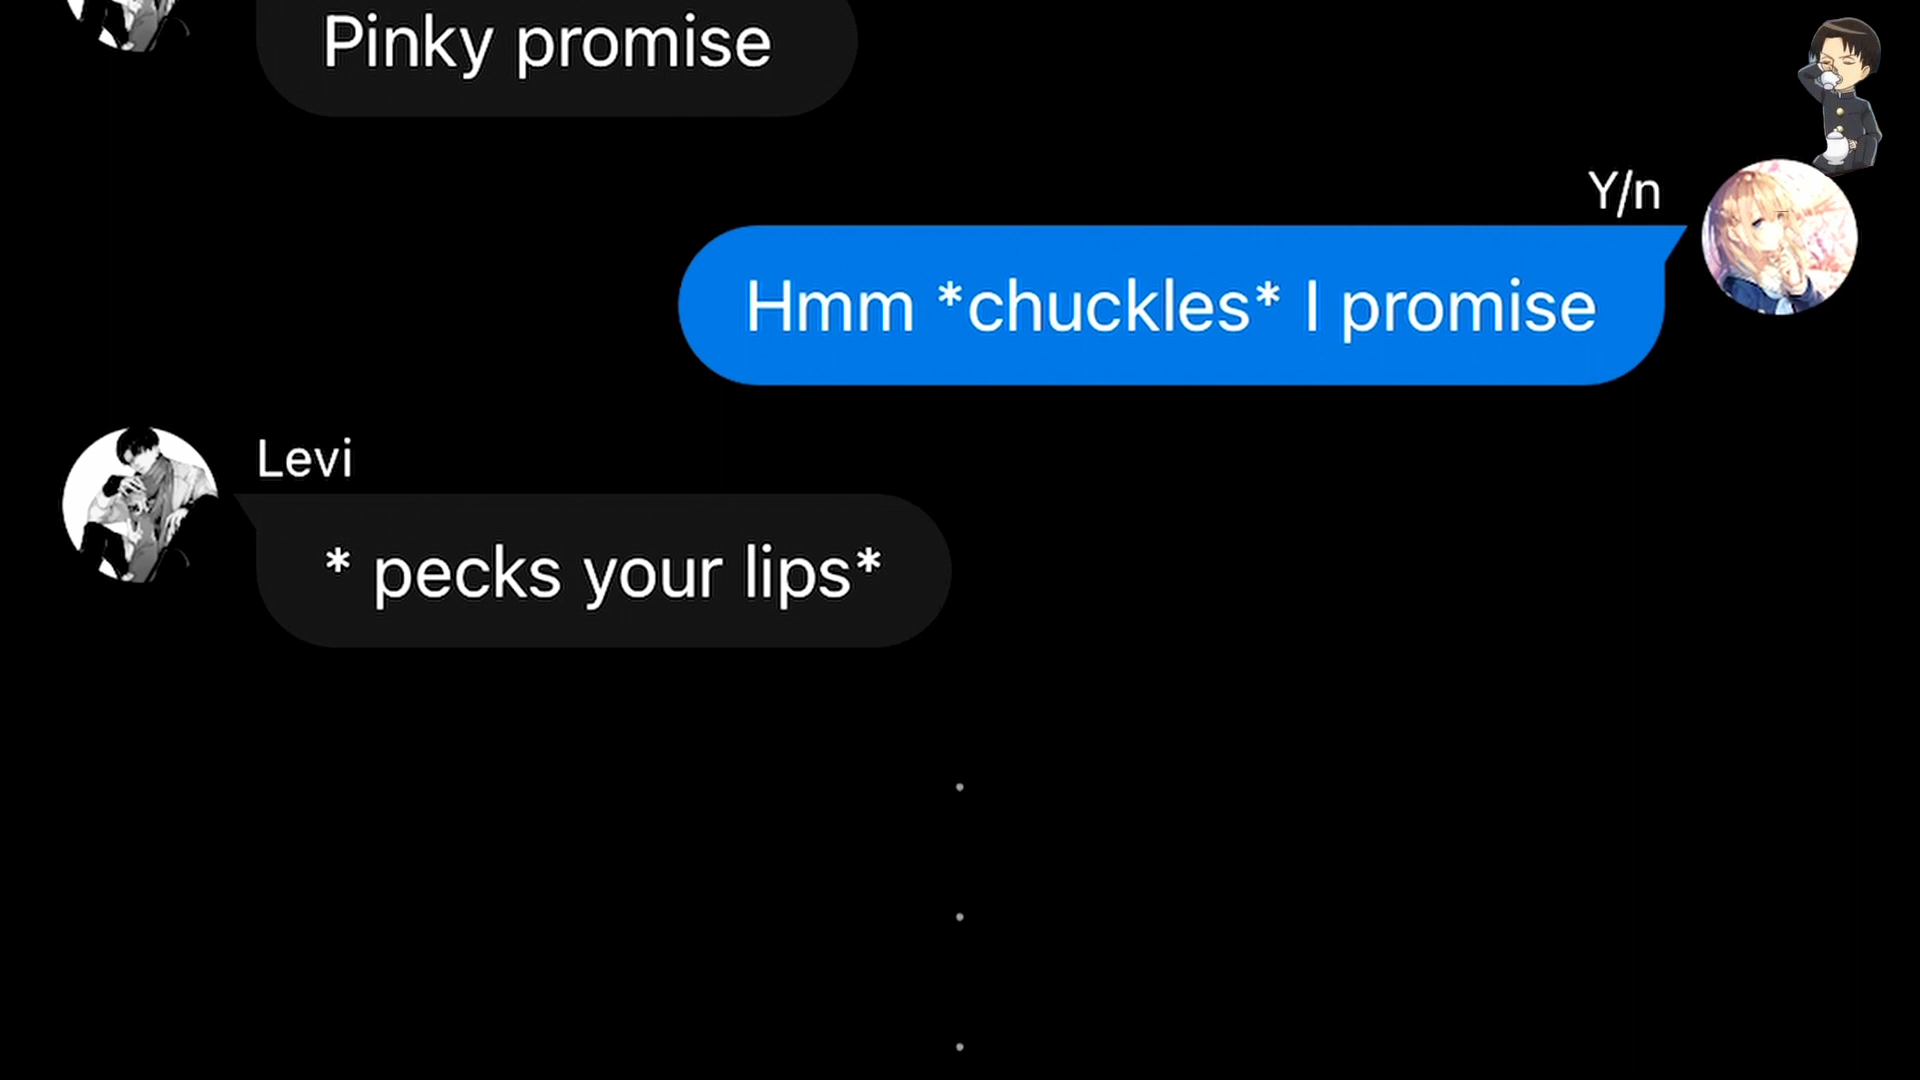 Pinky promise
Y/n
Hmm *chuckles* I promise
Levi
* pecks your lips*
.
.
.